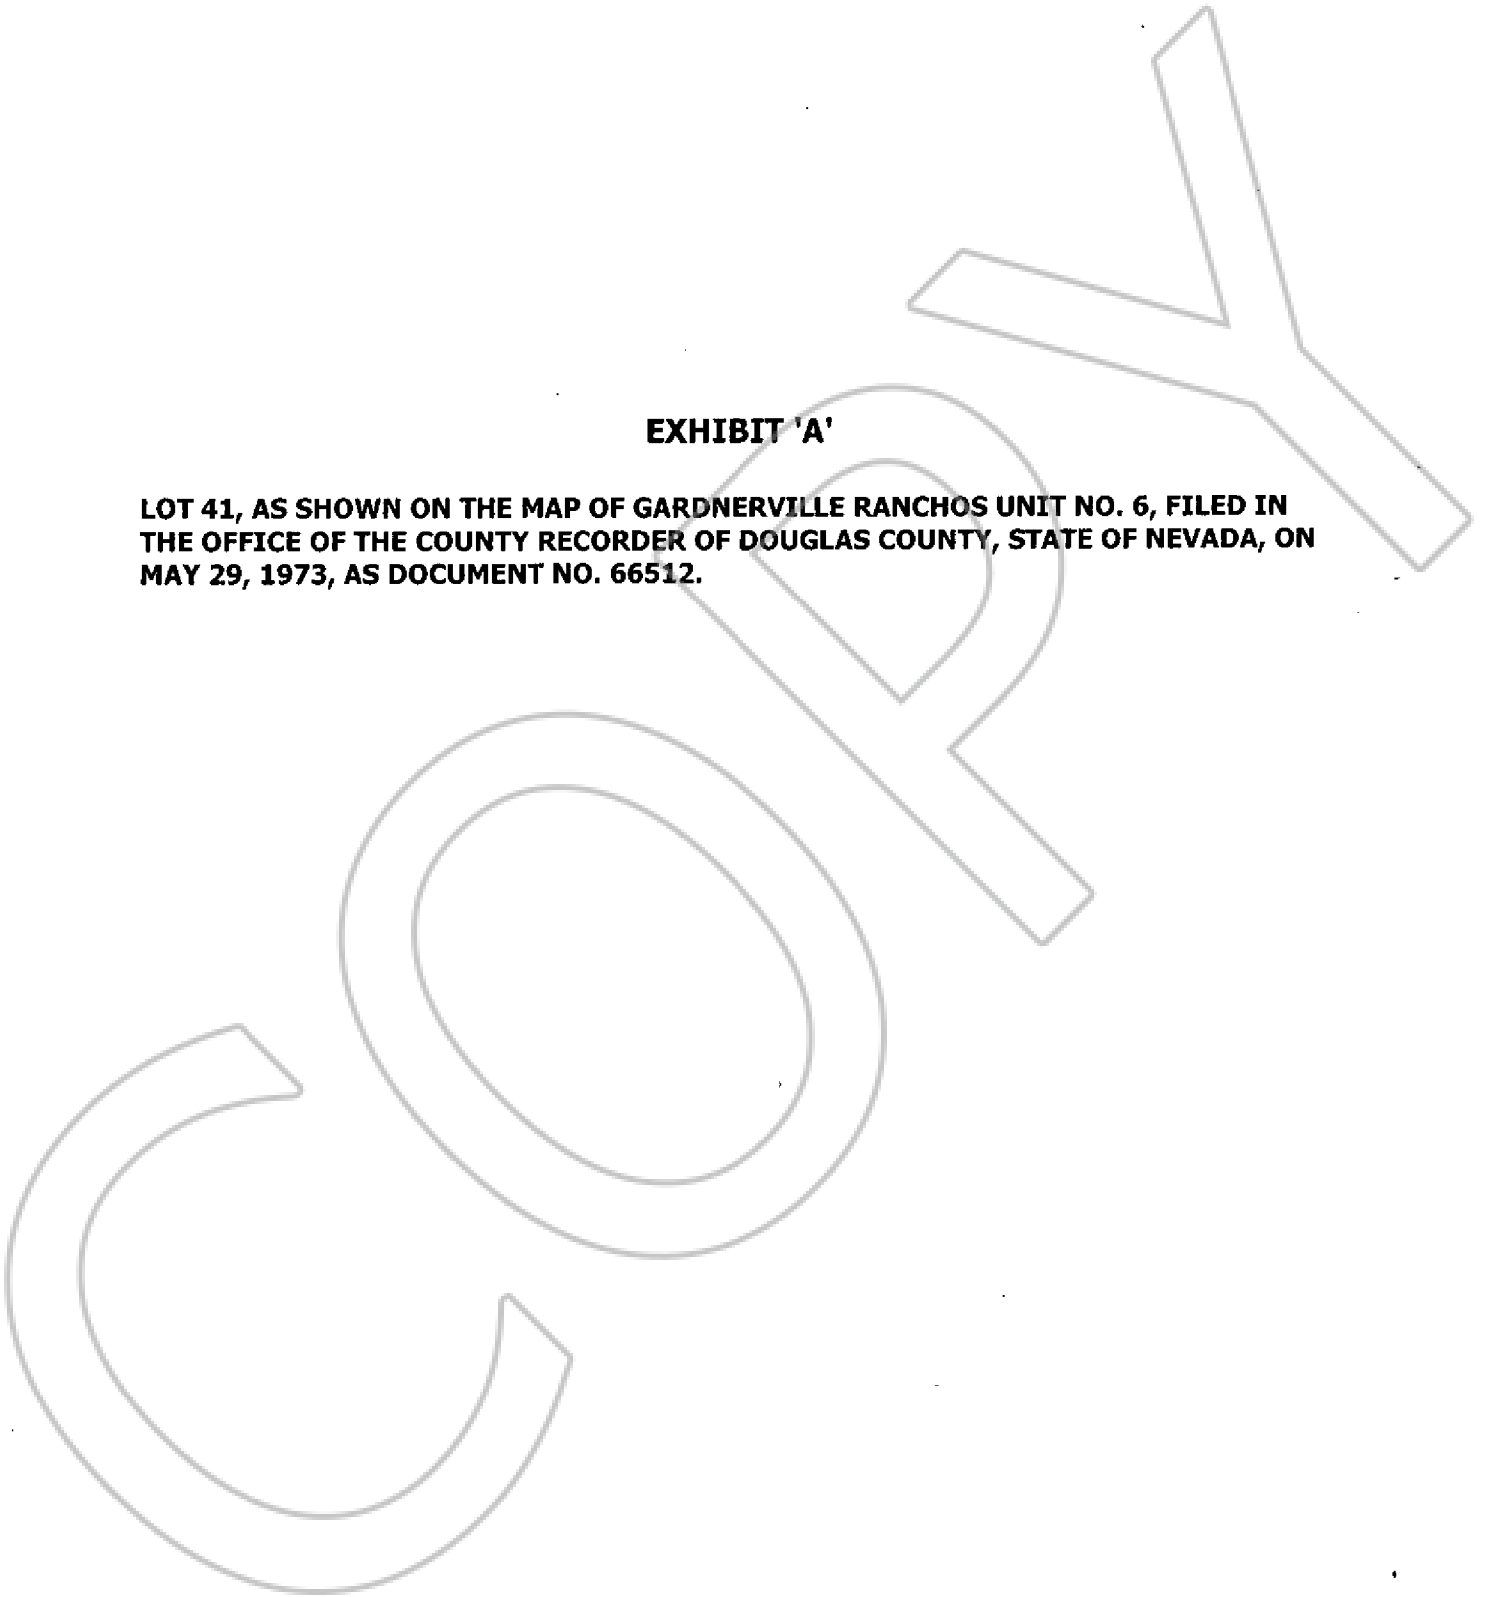 EXHIBIT 'A'
LOT 41, AS SHOWN ON THE MAP OF GARDNERVILLE RANCHOS UNIT NO. 6, FILED IN
THE OFFICE OF THE COUNTY RECORDER OF DOUGLAS COUNTY, STATE OF NEVADA, ON
MAY 29, 1973, AS DOCUMENT NO. 66512.
COPY